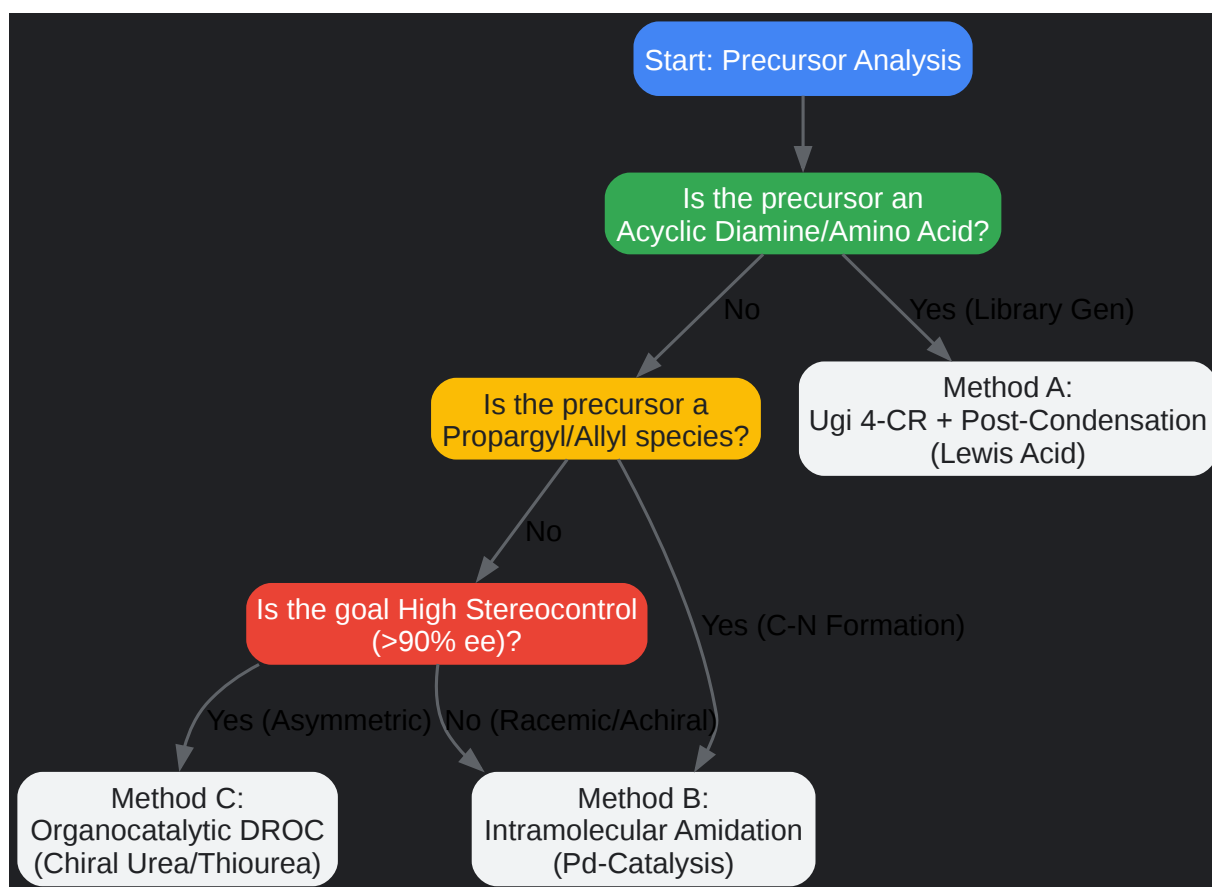 Start: Precursor Analysis
Is the precursor an
Acyclic Diamine/Amino Acid?
No
Yes (Library Gen)
Is the precursor a
Propargyl/Allyl species?
Method A:
Ugi 4-CR + Post-Condensation
(Lewis Acid)
No
Yes (C-N Formation)
Is the goal High Stereocontrol
(>90% ee)?
Yes (Asymmetric)
No (Racemic/Achiral)
Method C:
Organocatalytic DROC
(Chiral Urea/Thiourea)
Method B:
Intramolecular Amidation
(Pd-Catalysis)